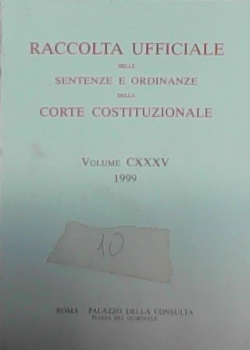 RACCOLTA UFFICIALE
DELLE
SENTENZE E ORDINANZE
DELLA
CORTE COSTITUZIONALE
VOLUME CXXXV
1999
10
ROMA - PALAZZO DELLA CONSULTA
PIAZZA DEL QUIRINALE